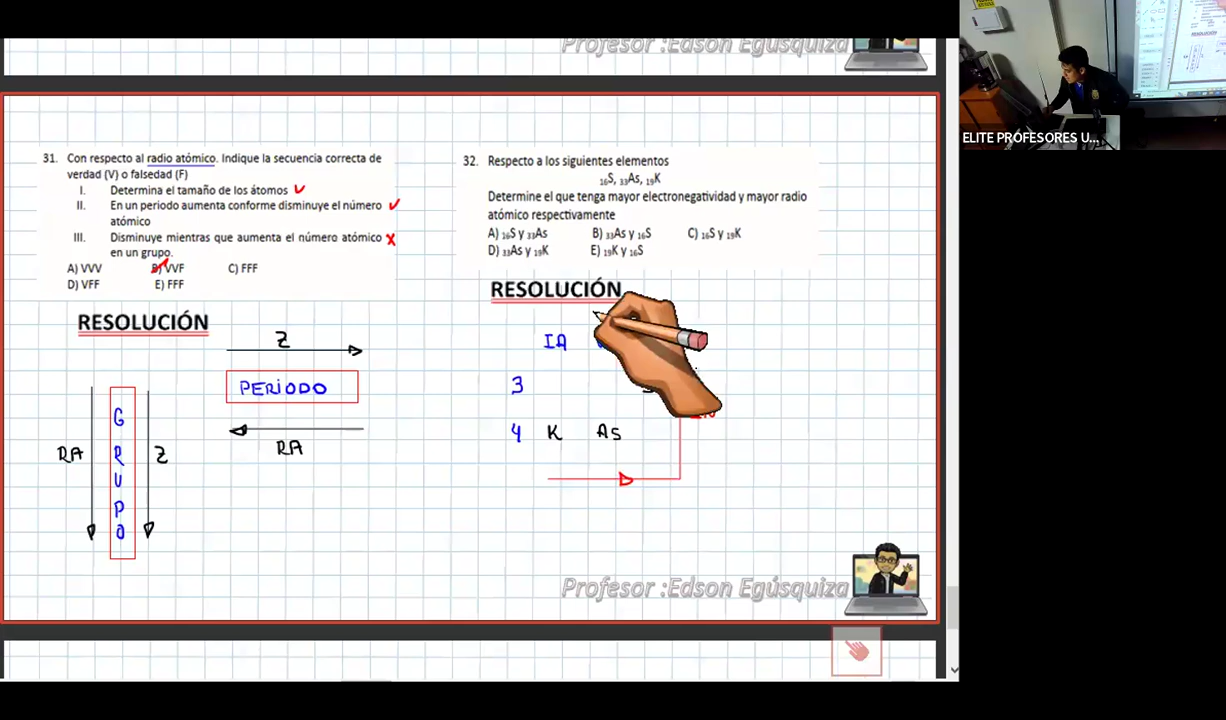 Profesor :Edson Egúsquiza
ELITE PROFESORES U...
31. Con respecto al radio atómico. Indique la secuencia correcta de
verdad (V) o falsedad (F)
I. Determina el tamaño de los átomos
II. En un periodo aumenta conforme disminuye el número
atómico
III. Disminuye mientras que aumenta el número atómico
en un grupo.
A) VVV B) VVF C) FFF
D) VFF E) FFF
RESOLUCIÓN
Z
PERIODO
RA
RA GRUPO Z
32. Respecto a los siguientes elementos
₁₆S, ₃₃As, ₁₉K
Determine el que tenga mayor electronegatividad y mayor radio
atómico respectivamente
A) ₁₆S y ₃₃As B) ₃₃As y ₁₆S C) ₁₆S y ₁₉K
D) ₃₃As y ₁₉K E) ₁₉K y ₁₆S
RESOLUCIÓN
IA
3
4 K As
Profesor :Edson Egúsquiza